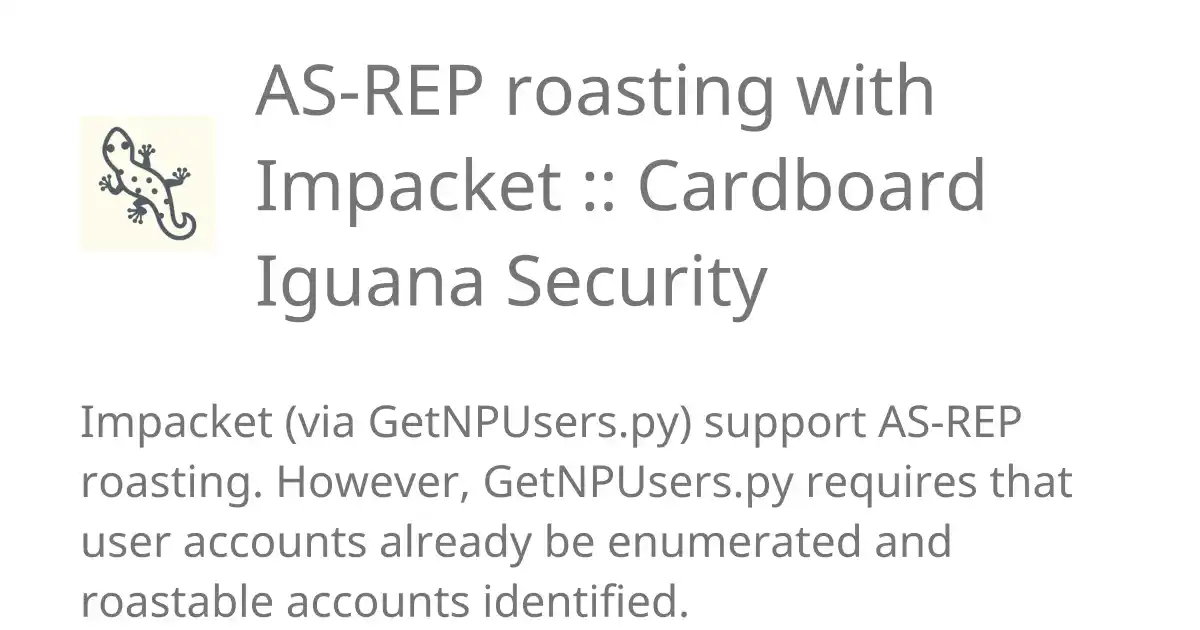 AS-REP roasting with
Impacket :: Cardboard
Iguana Security
Impacket (via GetNPUsers.py) support AS-REP
roasting. However, GetNPUsers.py requires that
user accounts already be enumerated and
roastable accounts identified.